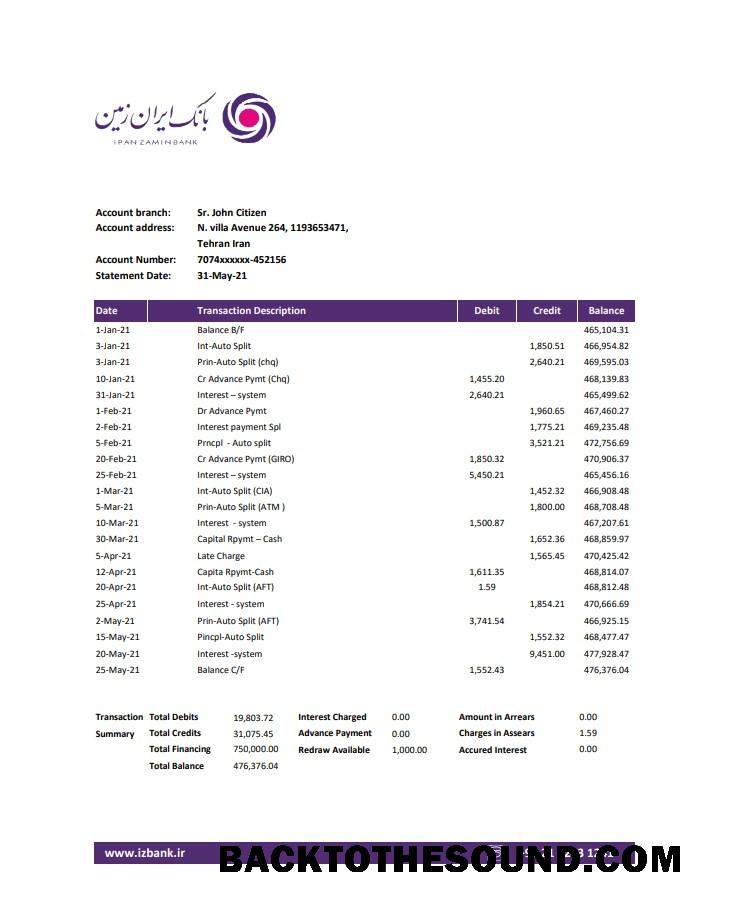 بانک ایران زمین
IPAN ZAMIN BANK
Account branch: Sr. John Citizen
Account address: N. villa Avenue 264, 1193653471,
Tehran Iran
Account Number: 7074xxxxxx-452156
Statement Date: 31-May-21
Date Transaction Description Debit Credit Balance
1-Jan-21 Balance B/F 465,104.31
3-Jan-21 Int-Auto Split 1,850.51 466,954.82
3-Jan-21 Prin-Auto Split (chq) 2,640.21 469,595.03
10-Jan-21 Cr Advance Pymt (Chq) 1,455.20 468,139.83
31-Jan-21 Interest – system 2,640.21 465,499.62
1-Feb-21 Dr Advance Pymt 1,960.65 467,460.27
2-Feb-21 Interest payment Spl 1,775.21 469,235.48
5-Feb-21 Prncpl - Auto split 3,521.21 472,756.69
20-Feb-21 Cr Advance Pymt (GIRO) 1,850.32 470,906.37
25-Feb-21 Interest – system 5,450.21 465,456.16
1-Mar-21 Int-Auto Split (CIA) 1,452.32 466,908.48
5-Mar-21 Prin-Auto Split (ATM ) 1,800.00 468,708.48
10-Mar-21 Interest - system 1,500.87 467,207.61
30-Mar-21 Capital Rpymt – Cash 1,652.36 468,859.97
5-Apr-21 Late Charge 1,565.45 470,425.42
12-Apr-21 Capita Rpymt-Cash 1,611.35 468,814.07
20-Apr-21 Int-Auto Split (AFT) 1.59 468,812.48
25-Apr-21 Interest - system 1,854.21 470,666.69
2-May-21 Prin-Auto Split (AFT) 3,741.54 466,925.15
15-May-21 Pincpl-Auto Split 1,552.32 468,477.47
20-May-21 Interest -system 9,451.00 477,928.47
25-May-21 Balance C/F 1,552.43 476,376.04
Transaction Total Debits 19,803.72 Interest Charged 0.00 Amount in Arrears 0.00
Summary Total Credits 31,075.45 Advance Payment 0.00 Charges in Assears 1.59
Total Financing 750,000.00 Redraw Available 1,000.00 Accured Interest 0.00
Total Balance 476,376.04
www.izbank.ir
BACKTOTHESOUND.COM